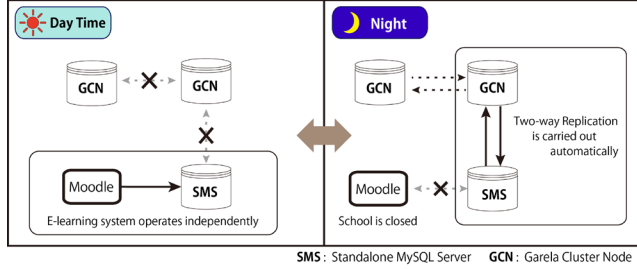 Day Time
GCN
GCN
Moodle
SMS
E-learning system operates independently
Night
GCN
GCN
Two-way Replication
is carried out
automatically
Moodle
SMS
School is closed
SMS : Standalone MySQL Server GCN : Garela Cluster Node